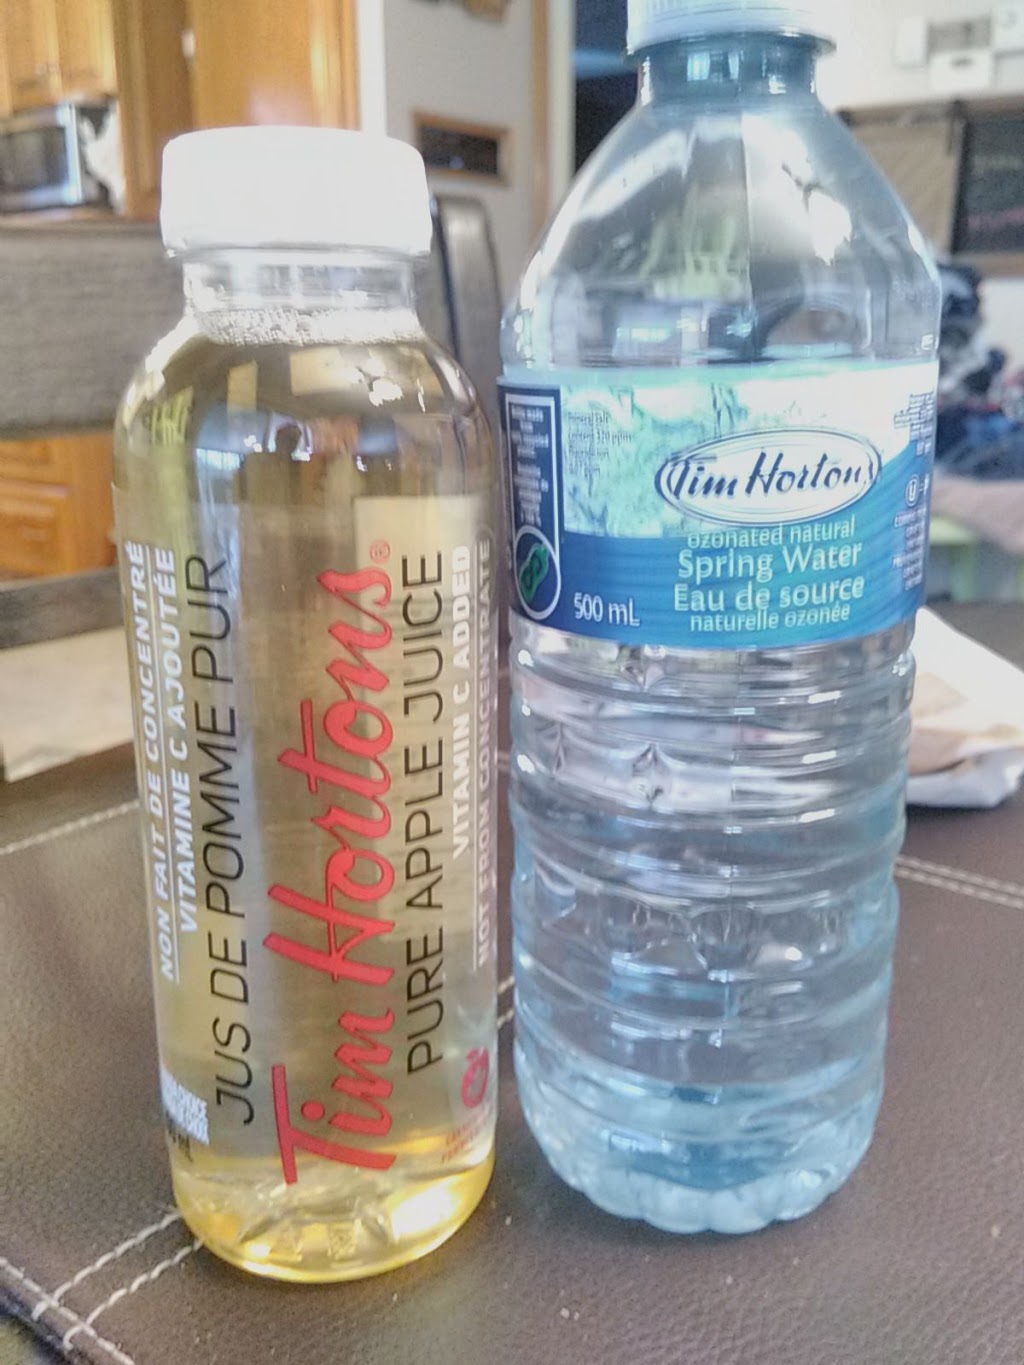 NON FAIT DE CONCENTRÉ
VITAMINE C AJOUTÉE
JUS DE POMME PUR
Tim Hortons®
PURE APPLE JUICE
VITAMIN C ADDED
NOT FROM CONCENTRATE
Tim Hortons
ozonated natural
Spring Water
Eau de source
naturelle ozonée
500 mL